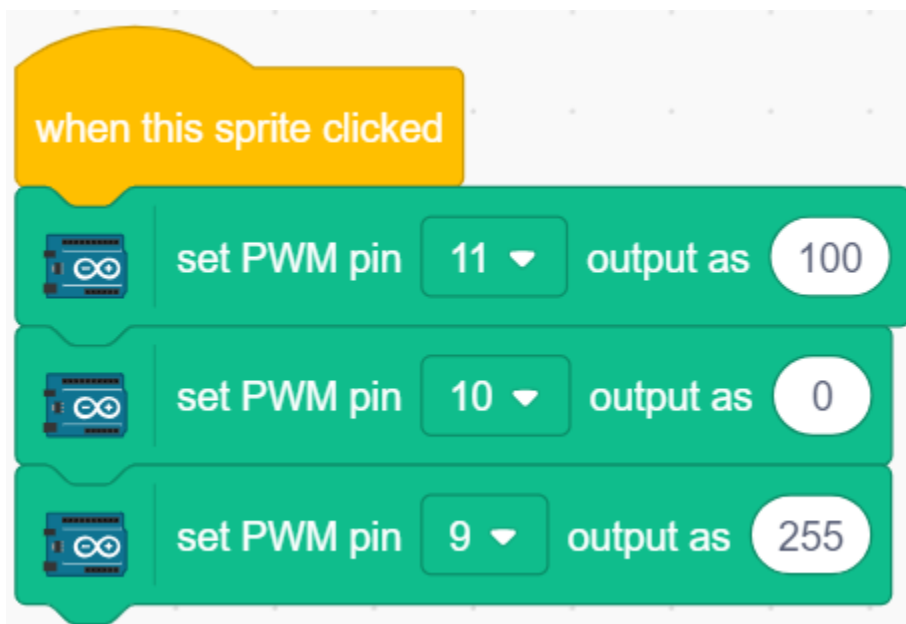 when this sprite clicked
set PWM pin 11 output as 100
set PWM pin 10 output as 0
set PWM pin 9 output as 255